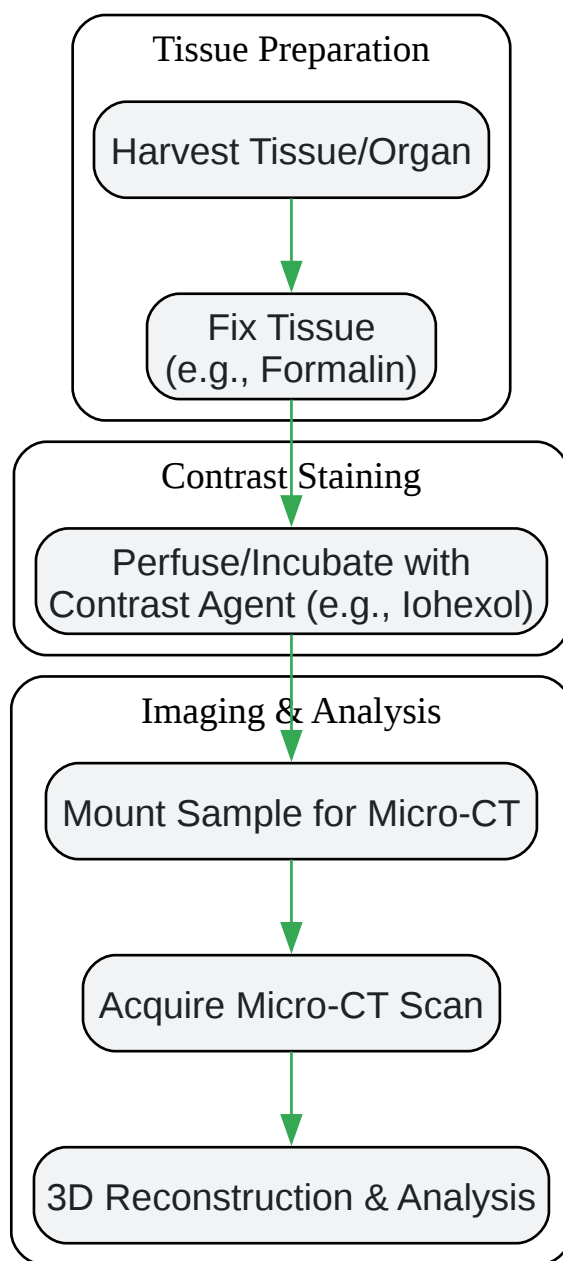 Tissue Preparation
Harvest Tissue/Organ
Fix Tissue
(e.g., Formalin)
Contrast Staining
Perfuse/Incubate with
Contrast Agent (e.g., Iohexol)
Imaging & Analysis
Mount Sample for Micro-CT
Acquire Micro-CT Scan
3D Reconstruction & Analysis